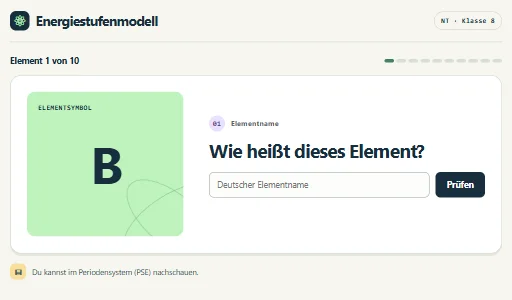 Energiestufenmodell
NT · Klasse 8
Element 1 von 10
ELEMENTSYMBOL
B
01 Elementname
Wie heißt dieses Element?
Deutscher Elementname
Prüfen
Du kannst im Periodensystem (PSE) nachschauen.